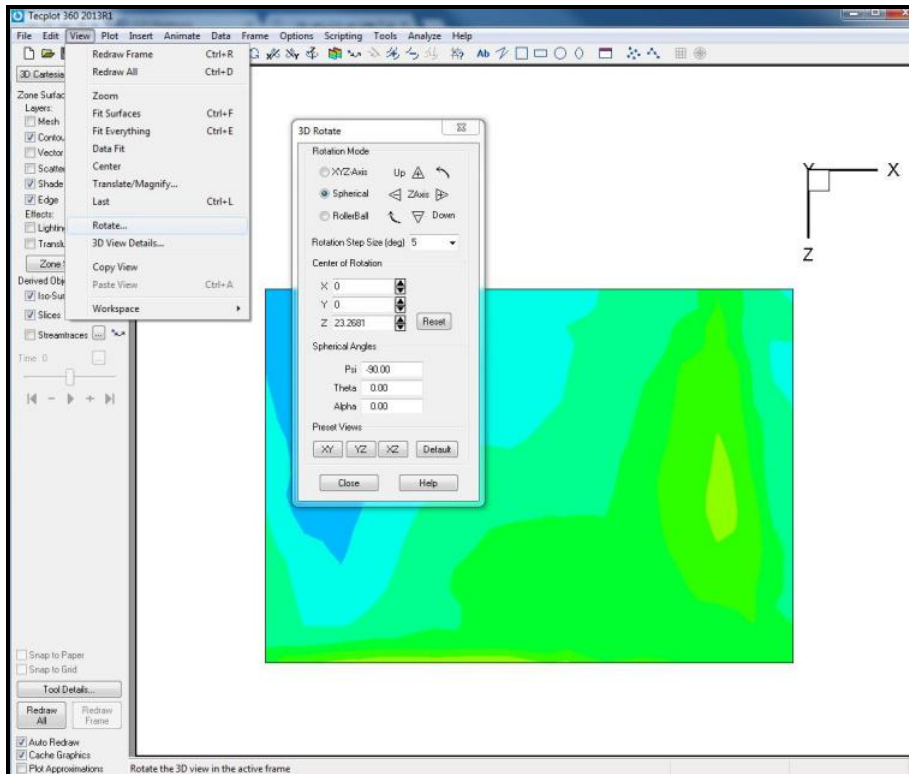 Tecplot 360 2013R1
File Edit View Plot Insert Animate Data Frame Options Scripting Tools Analyze Help
Redraw Frame Ctrl+R
Redraw All Ctrl+D
Zoom
Fit Surfaces Ctrl+F
Fit Everything Ctrl+E
Data Fit
Center
Translate/Magnify...
Last Ctrl+L
Rotate...
3D View Details...
Copy View
Paste View Ctrl+A
Workspace
3D Cartesia
Zone Surfac
Layers:
Mesh
Contou
Vector
Scatte
Shade
Edge
Effects:
Lightin
Translu
Zone S
Derived Obj
Iso-Sur
Slices
Streamtraces ...
Time: 0 ...
Snap to Paper
Snap to Grid
Tool Details...
Redraw All
Redraw Frame
Auto Redraw
Cache Graphics
Plot Approximations
Ab
3D Rotate
Rotation Mode
XYZ-Axis Up
Spherical ZAxis
RollerBall Down
Rotation Step Size (deg) 5
Center of Rotation
X 0
Y 0
Z 23.2681 Reset
Spherical Angles
Psi -90.00
Theta 0.00
Alpha 0.00
Preset Views
XY YZ XZ Default
Close Help
Y X
Z
Rotate the 3D view in the active frame